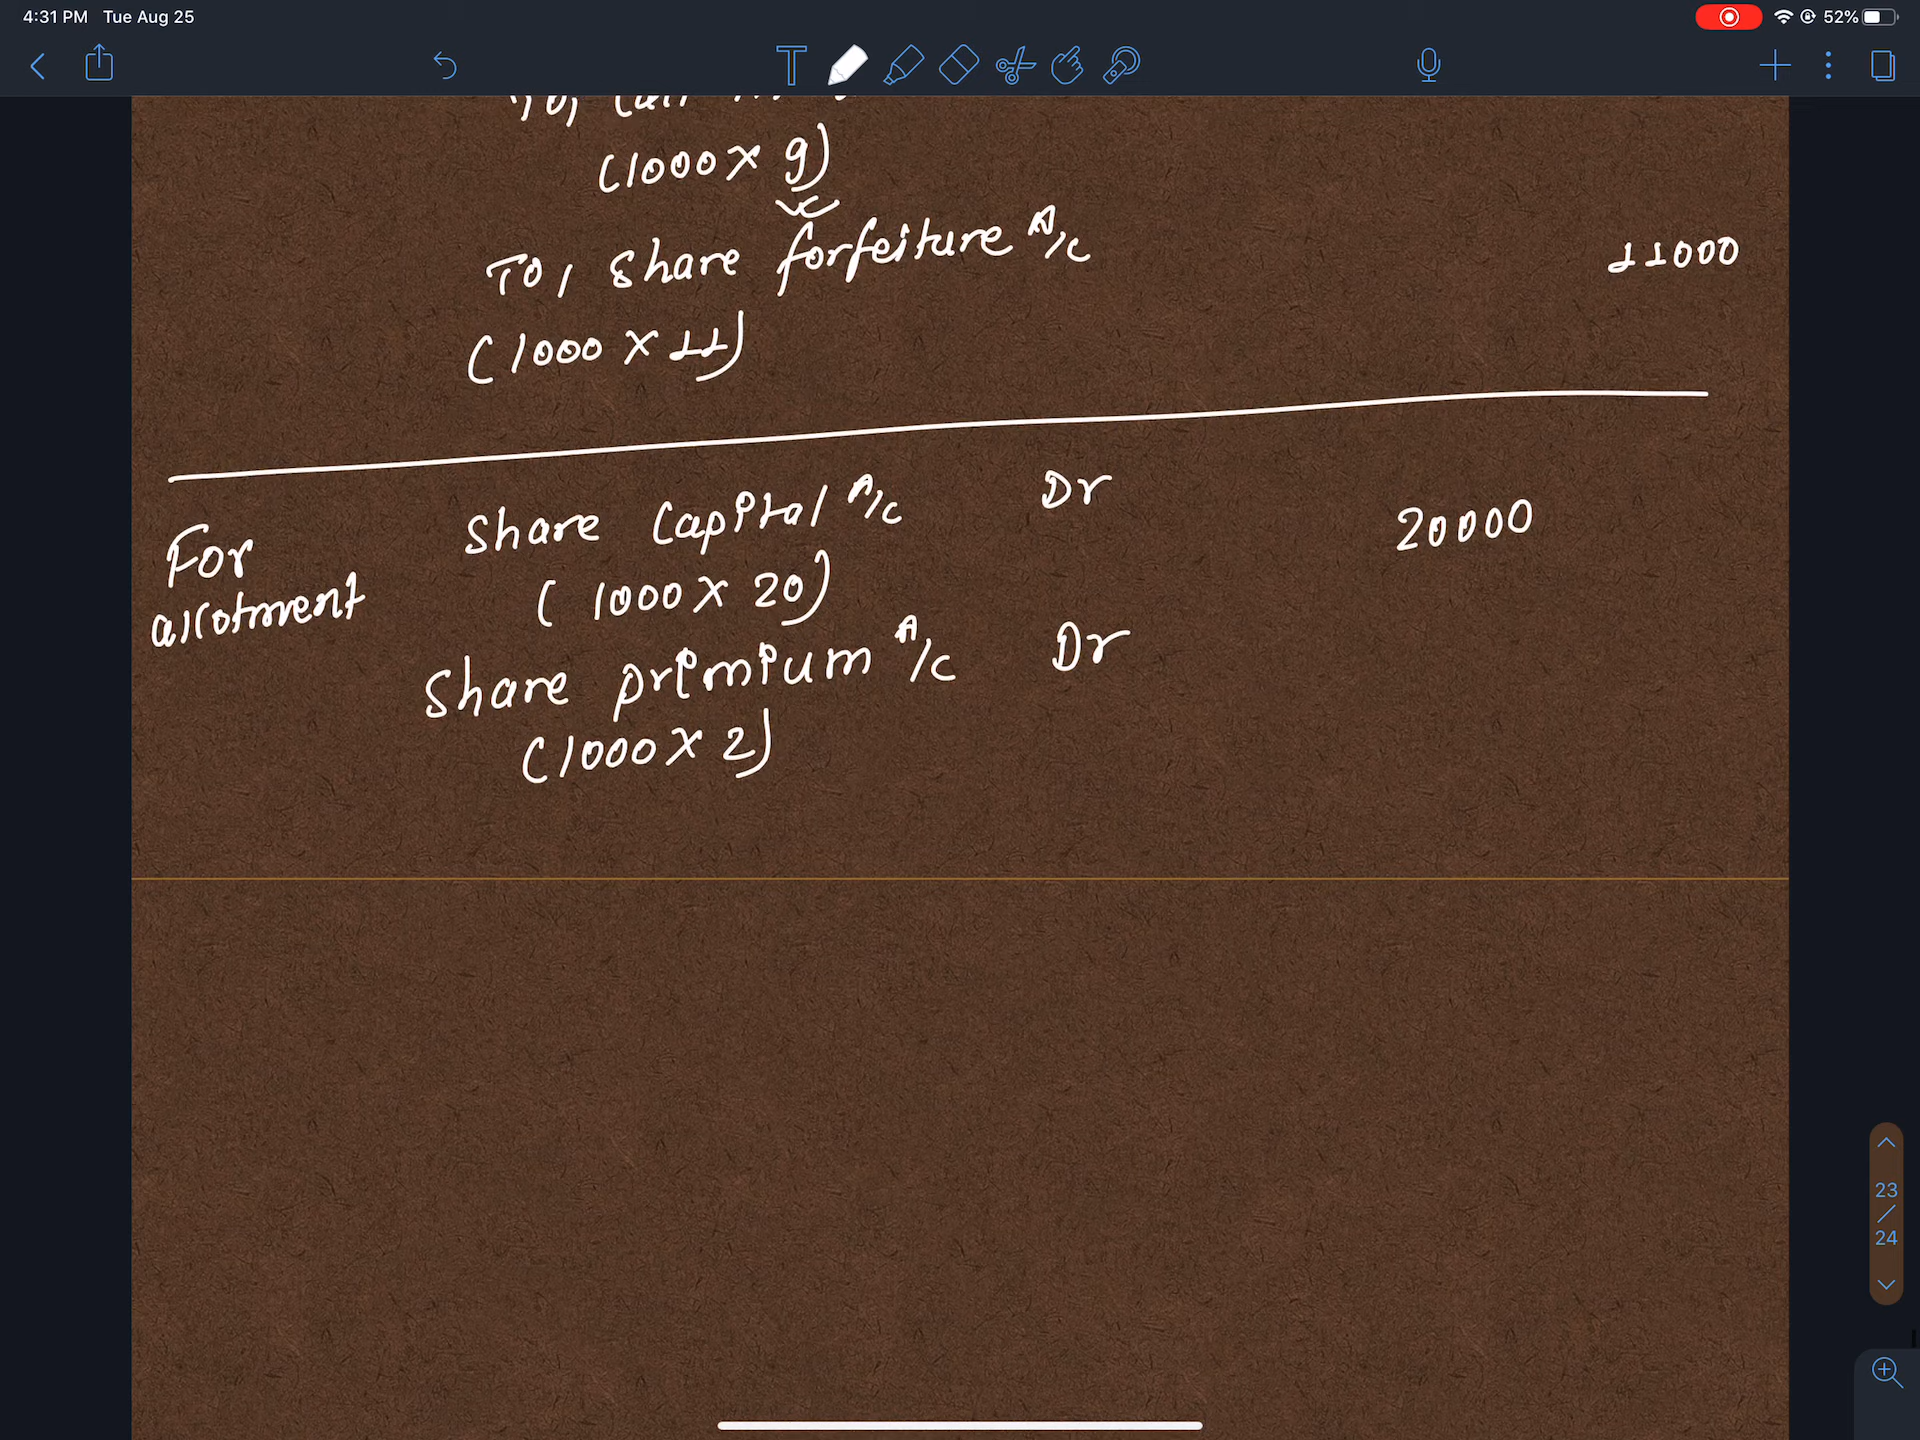 4:31 PM Tue Aug 25
52%
(1000 x 9)
To, Share forfeiture A/c 11000
(1000 x 11)
For allotment
Share Capital A/c Dr 20000
(1000 x 20)
Share premium A/c Dr
(1000 x 2)
23
/
24